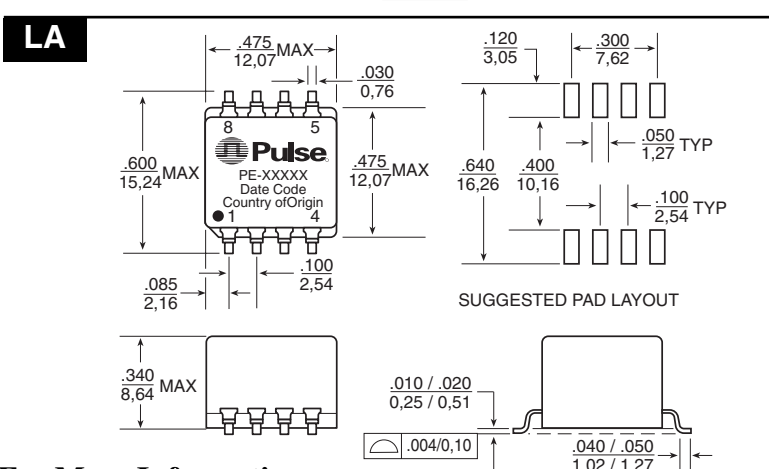 LA
.475
12,07 MAX
.030
0,76
8 5
Pulse
PE-XXXXX
Date Code
Country ofOrigin
1 4
.600
15,24 MAX
.475
12,07 MAX
.085
2,16
.100
2,54
.120
3,05
.300
7,62
.050
1,27 TYP
.640
16,26
.400
10,16
.100
2,54 TYP
SUGGESTED PAD LAYOUT
.340
8,64 MAX
.010 / .020
0,25 / 0,51
.004/0,10
.040 / .050
1,02 / 1,27